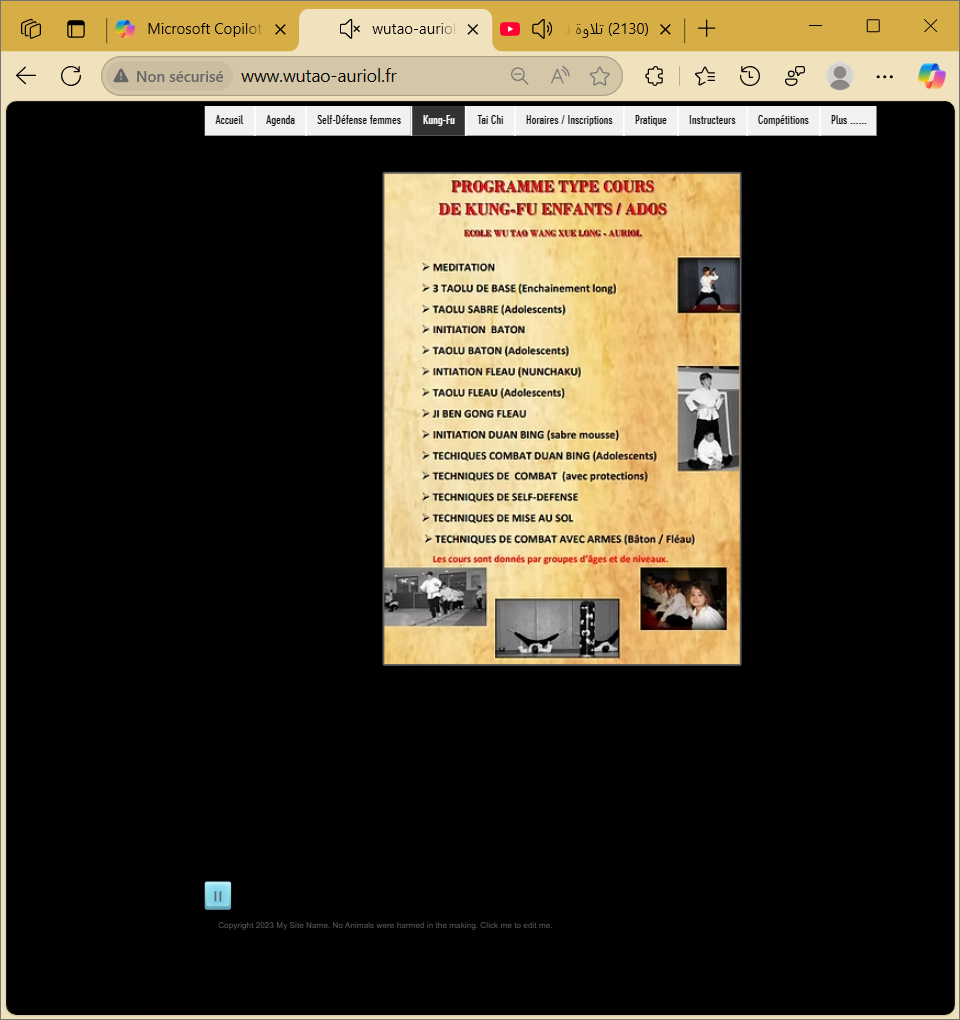 Microsoft Copilot
wutao-auriol
(2130) تلاوة
Non sécurisé
www.wutao-auriol.fr
Accueil
Agenda
Self-Défense femmes
Kung-Fu
Tai Chi
Horaires / Inscriptions
Pratique
Instructeurs
Compétitions
Plus ......
PROGRAMME TYPE COURS
DE KUNG-FU ENFANTS / ADOS
ECOLE WU TAO WANG XUE LONG - AURIOL
➢ MEDITATION
➢ 3 TAOLU DE BASE (Enchainement long)
➢ TAOLU SABRE (Adolescents)
➢ INITIATION BATON
➢ TAOLU BATON (Adolescents)
➢ INTIATION FLEAU (NUNCHAKU)
➢ TAOLU FLEAU (Adolescents)
➢ JI BEN GONG FLEAU
➢ INITIATION DUAN BING (sabre mousse)
➢ TECHIQUES COMBAT DUAN BING (Adolescents)
➢ TECHNIQUES DE COMBAT (avec protections)
➢ TECHNIQUES DE SELF-DEFENSE
➢ TECHNIQUES DE MISE AU SOL
➢ TECHNIQUES DE COMBAT AVEC ARMES (Bâton / Fléau)
Les cours sont donnés par groupes d'âges et de niveaux.
Copyright 2023 My Site Name. No Animals were harmed in the making. Click me to edit me.